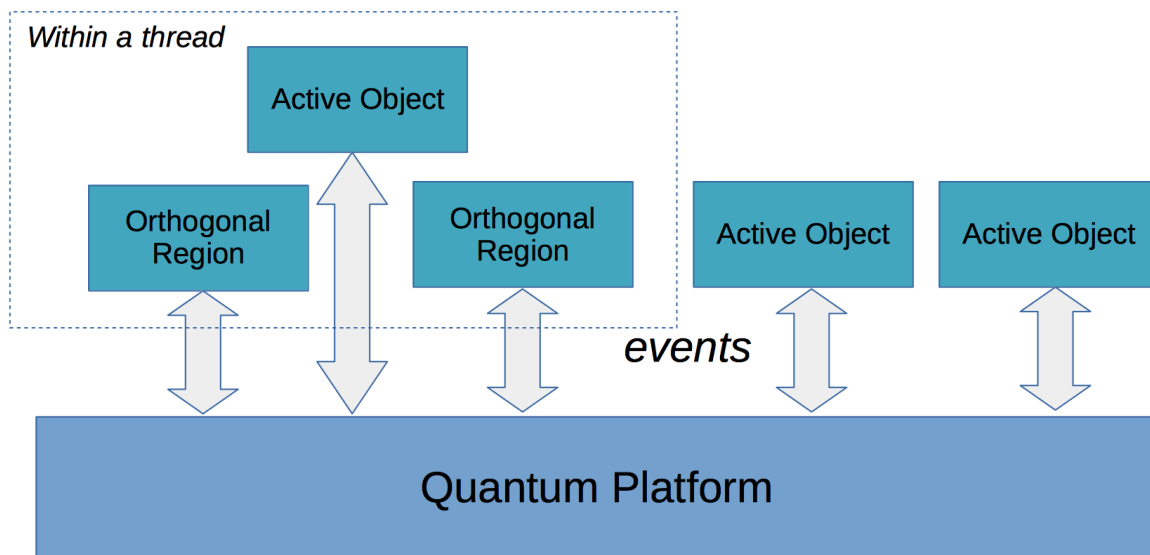 Within a thread
Active Object
Orthogonal
Region
Orthogonal
Region
Active Object
Active Object
events
Quantum Platform